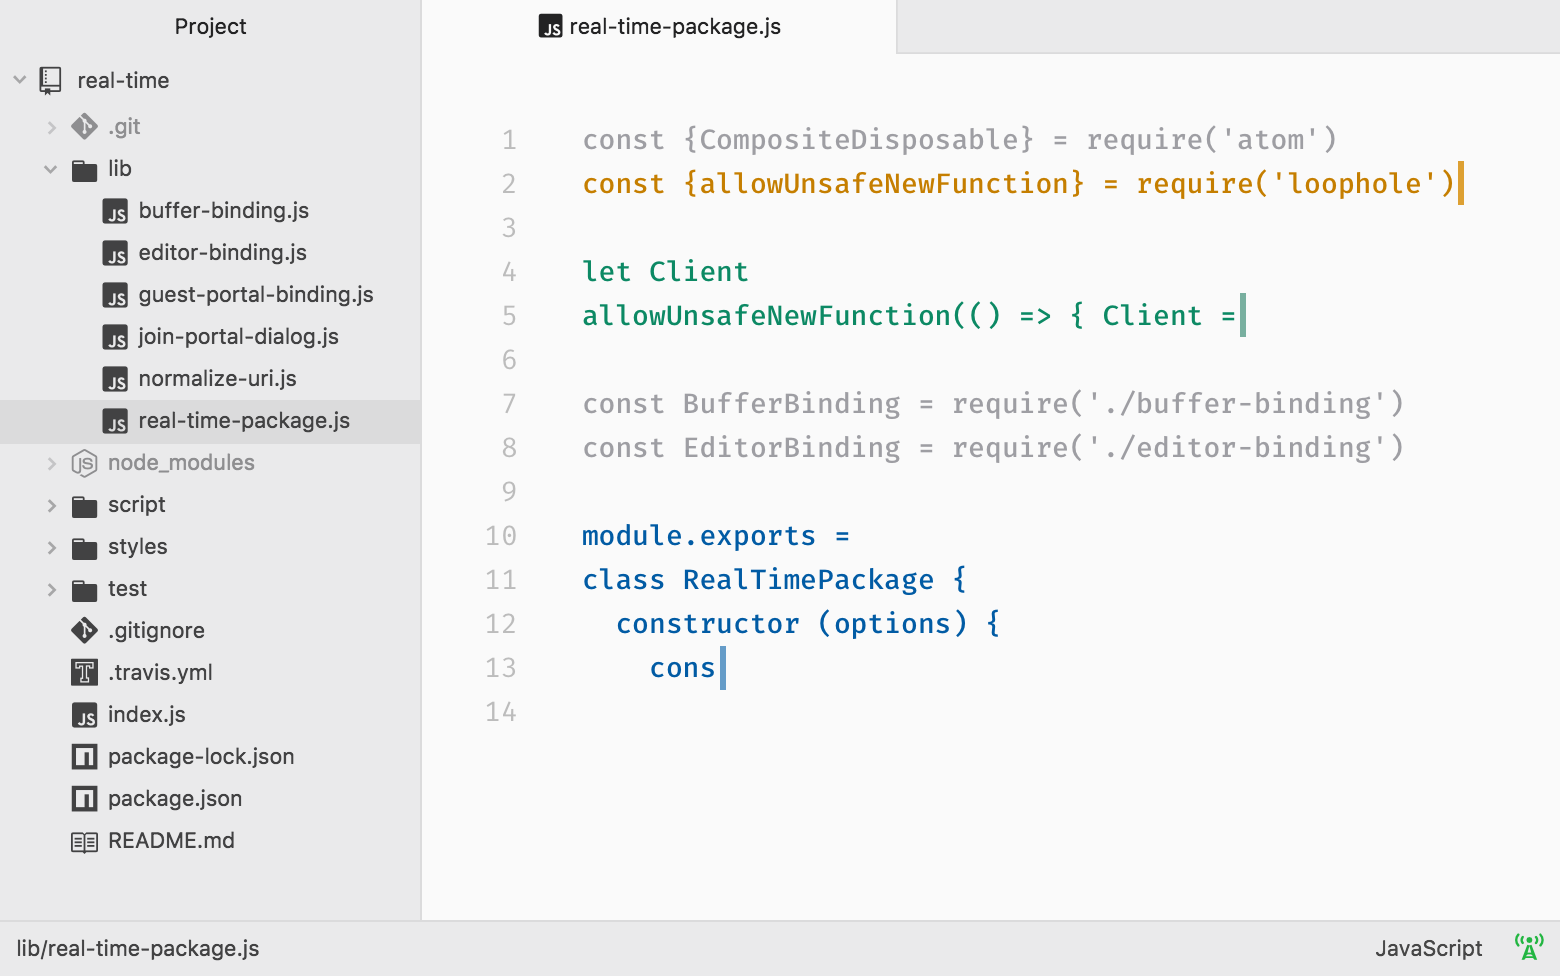 Project
real-time
.git
lib
buffer-binding.js
editor-binding.js
guest-portal-binding.js
join-portal-dialog.js
normalize-uri.js
real-time-package.js
node_modules
script
styles
test
.gitignore
.travis.yml
index.js
package-lock.json
package.json
README.md
real-time-package.js
1 const {CompositeDisposable} = require('atom')
2 const {allowUnsafeNewFunction} = require('loophole')
3
4 let Client
5 allowUnsafeNewFunction(() => { Client =
6
7 const BufferBinding = require('./buffer-binding')
8 const EditorBinding = require('./editor-binding')
9
10 module.exports =
11 class RealTimePackage {
12   constructor (options) {
13     cons
14
lib/real-time-package.js
JavaScript